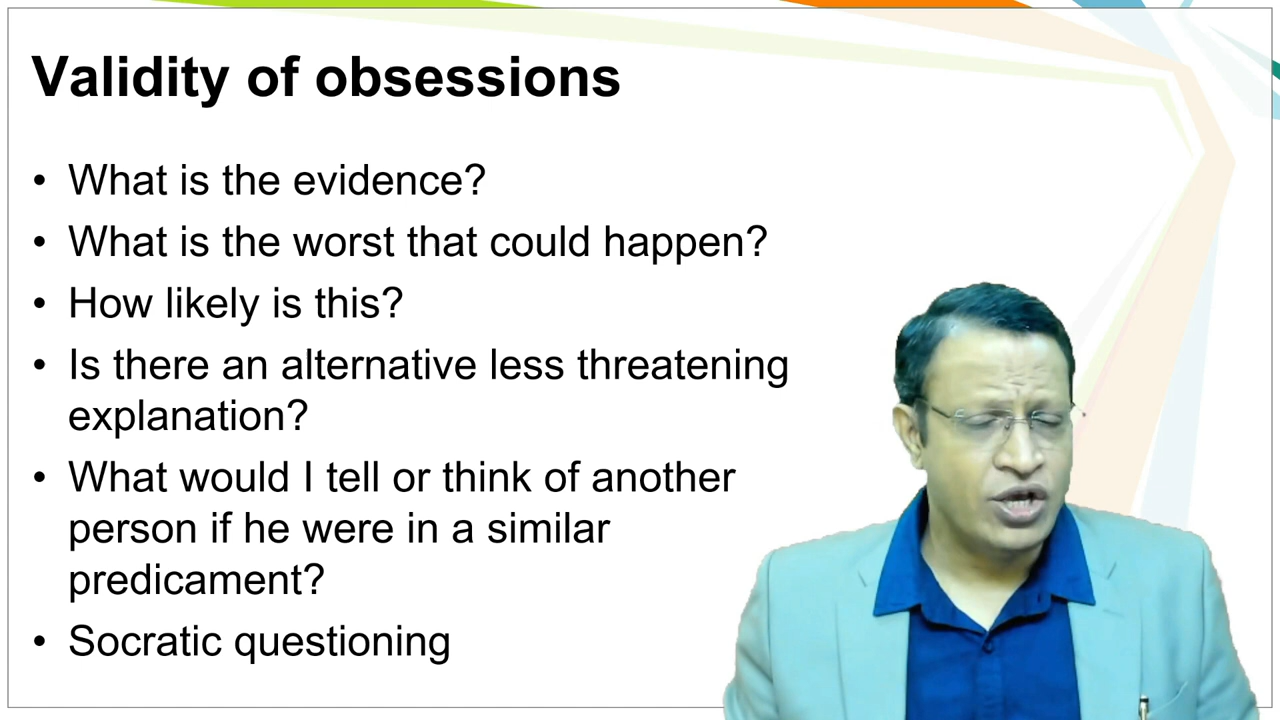 Validity of obsessions
• What is the evidence?
• What is the worst that could happen?
• How likely is this?
• Is there an alternative less threatening
explanation?
• What would I tell or think of another
person if he were in a similar
predicament?
• Socratic questioning